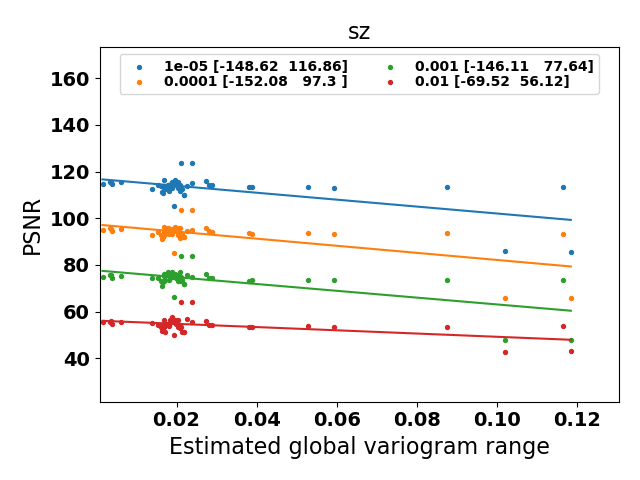 sz
1e-05 [-148.62  116.86]
0.0001 [-152.08   97.3 ]
0.001 [-146.11   77.64]
0.01 [-69.52  56.12]
PSNR
160
140
120
100
80
60
40
0.02 0.04 0.06 0.08 0.10 0.12
Estimated global variogram range